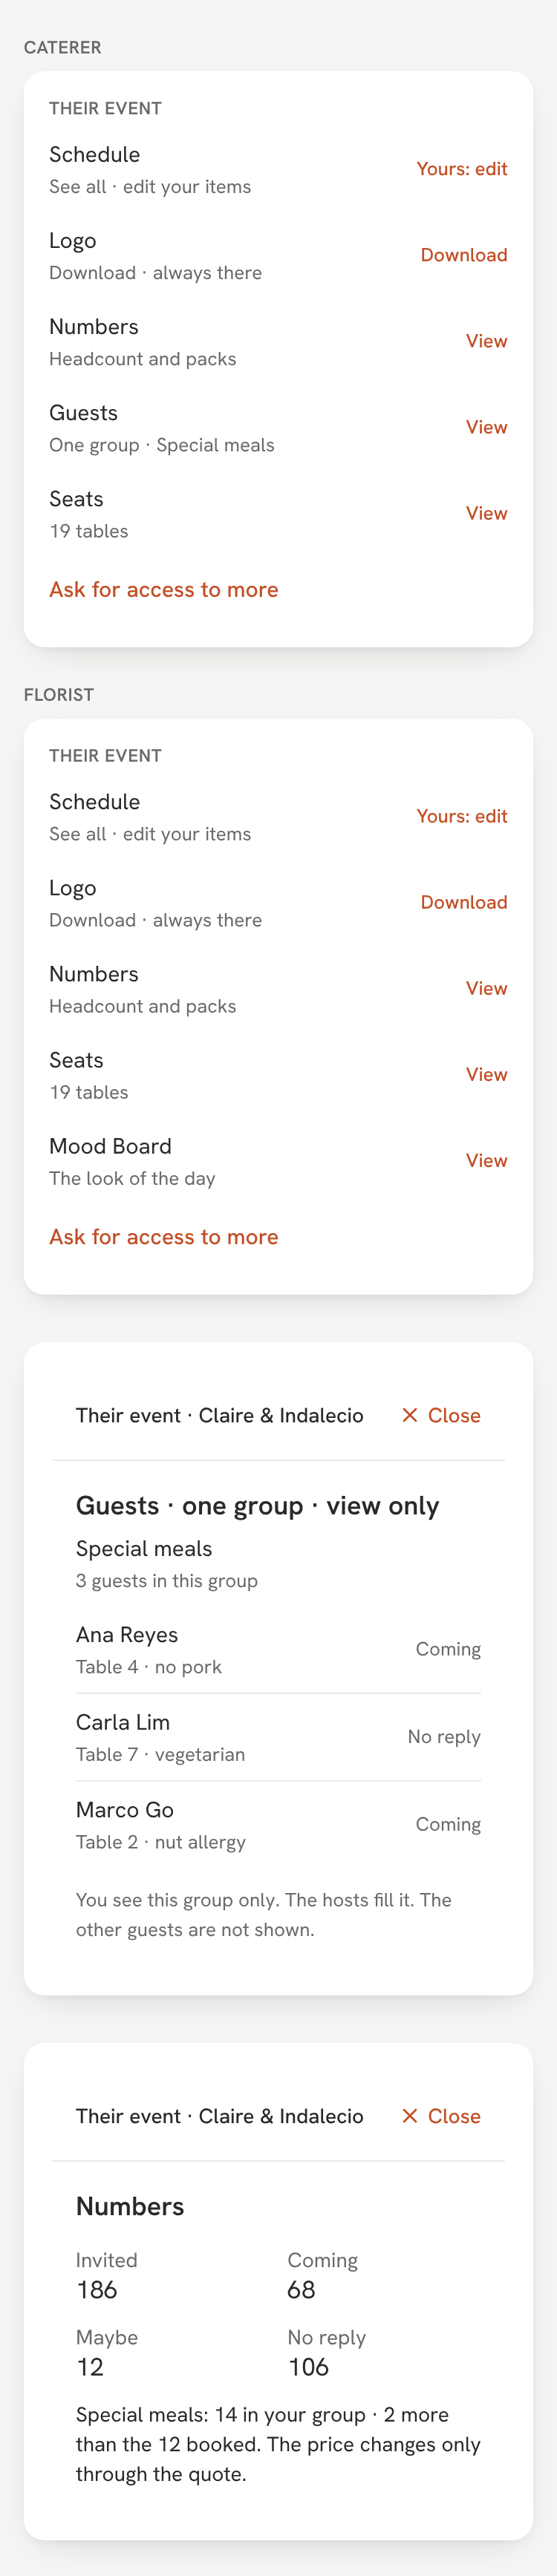 CATERER
THEIR EVENT
Schedule
See all · edit your items
Yours: edit
Logo
Download · always there
Download
Numbers
Headcount and packs
View
Guests
One group · Special meals
View
Seats
19 tables
View
Ask for access to more
FLORIST
THEIR EVENT
Schedule
See all · edit your items
Yours: edit
Logo
Download · always there
Download
Numbers
Headcount and packs
View
Seats
19 tables
View
Mood Board
The look of the day
View
Ask for access to more
Their event · Claire & Indalecio
× Close
Guests · one group · view only
Special meals
3 guests in this group
Ana Reyes
Table 4 · no pork
Coming
Carla Lim
Table 7 · vegetarian
No reply
Marco Go
Table 2 · nut allergy
Coming
You see this group only. The hosts fill it. The
other guests are not shown.
Their event · Claire & Indalecio
× Close
Numbers
Invited
186
Coming
68
Maybe
12
No reply
106
Special meals: 14 in your group · 2 more
than the 12 booked. The price changes only
through the quote.